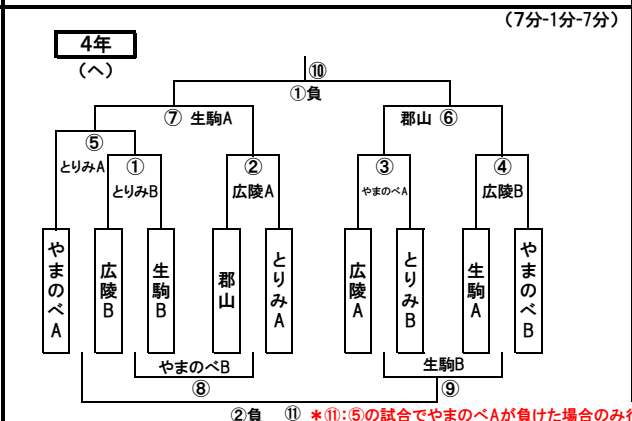 (7分-1分-7分)
4年
(へ)
⑩
①負
⑦ 生駒A
郡山 ⑥
⑤
とりみA
①
とりみB
②
広陵A
③
やまのべA
④
広陵B
やまのべA
広陵B
生駒B
郡山
とりみA
広陵A
とりみB
生駒A
やまのべB
やまのべB
⑧
生駒B
⑨
②負 ⑪ *⑪:⑤の試合でやまのべAが負けた場合のみ